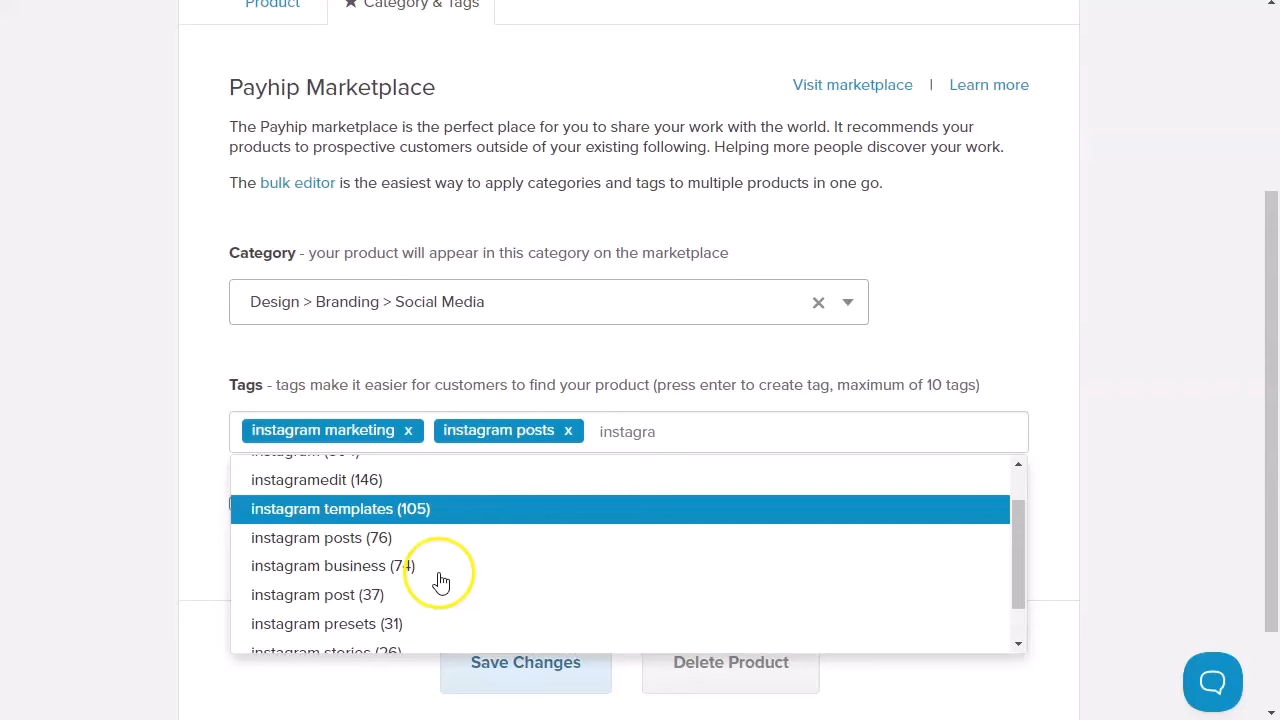 Product
★ Category & Tags
Payhip Marketplace
Visit marketplace | Learn more
The Payhip marketplace is the perfect place for you to share your work with the world. It recommends your
products to prospective customers outside of your existing following. Helping more people discover your work.
The bulk editor is the easiest way to apply categories and tags to multiple products in one go.
Category - your product will appear in this category on the marketplace
Design > Branding > Social Media
Tags - tags make it easier for customers to find your product (press enter to create tag, maximum of 10 tags)
instagram marketing x instagram posts x instagra
instagramedit (146)
instagram templates (105)
instagram posts (76)
instagram business (74)
instagram post (37)
instagram presets (31)
instagram stories (26)
Save Changes
Delete Product